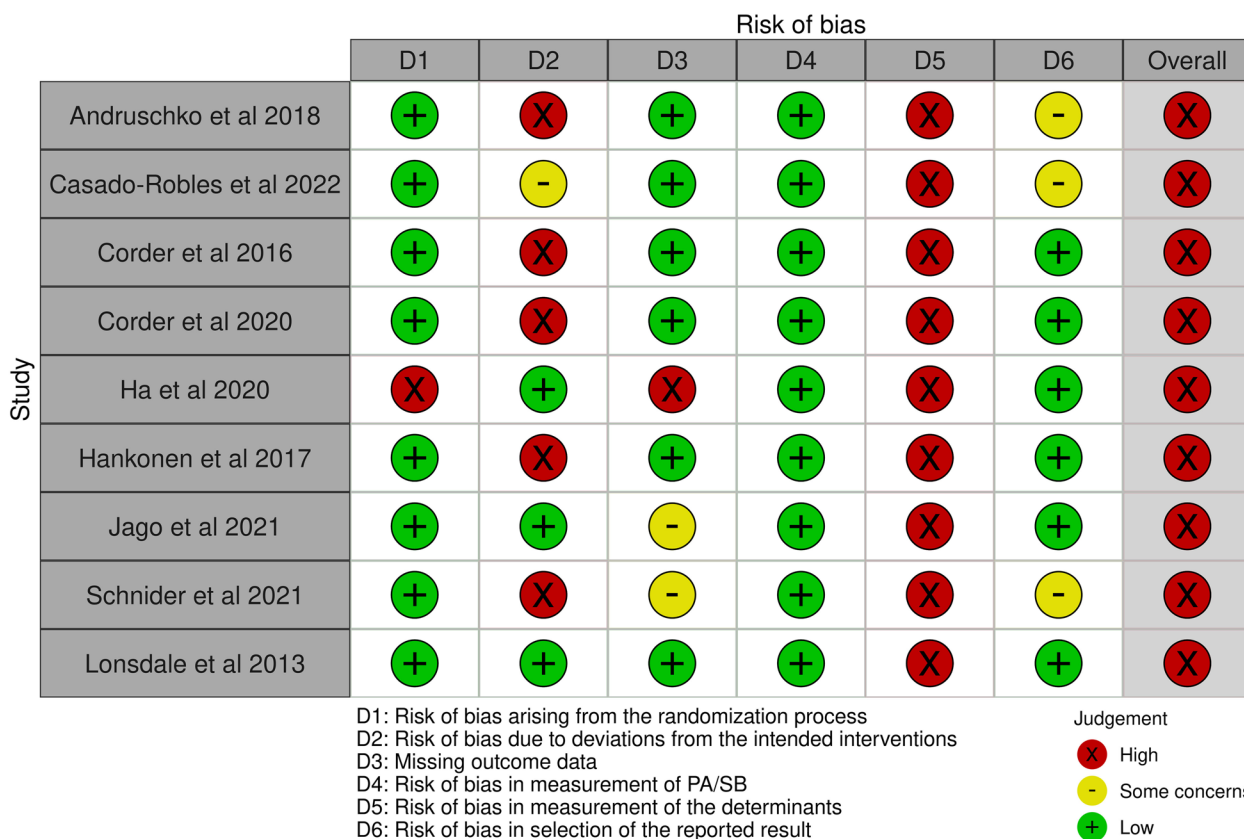 Risk of bias
D1 D2 D3 D4 D5 D6 Overall
Study
Andruschko et al 2018 + X + + X - X
Casado-Robles et al 2022 + - + + X - X
Corder et al 2016 + X + + X + X
Corder et al 2020 + X + + X + X
Ha et al 2020 X + X + X + X
Hankonen et al 2017 + X + + X + X
Jago et al 2021 + + - + X + X
Schnider et al 2021 + X - + X - X
Lonsdale et al 2013 + + + + X + X
D1: Risk of bias arising from the randomization process
D2: Risk of bias due to deviations from the intended interventions
D3: Missing outcome data
D4: Risk of bias in measurement of PA/SB
D5: Risk of bias in measurement of the determinants
D6: Risk of bias in selection of the reported result
Judgement
X High
- Some concerns
+ Low